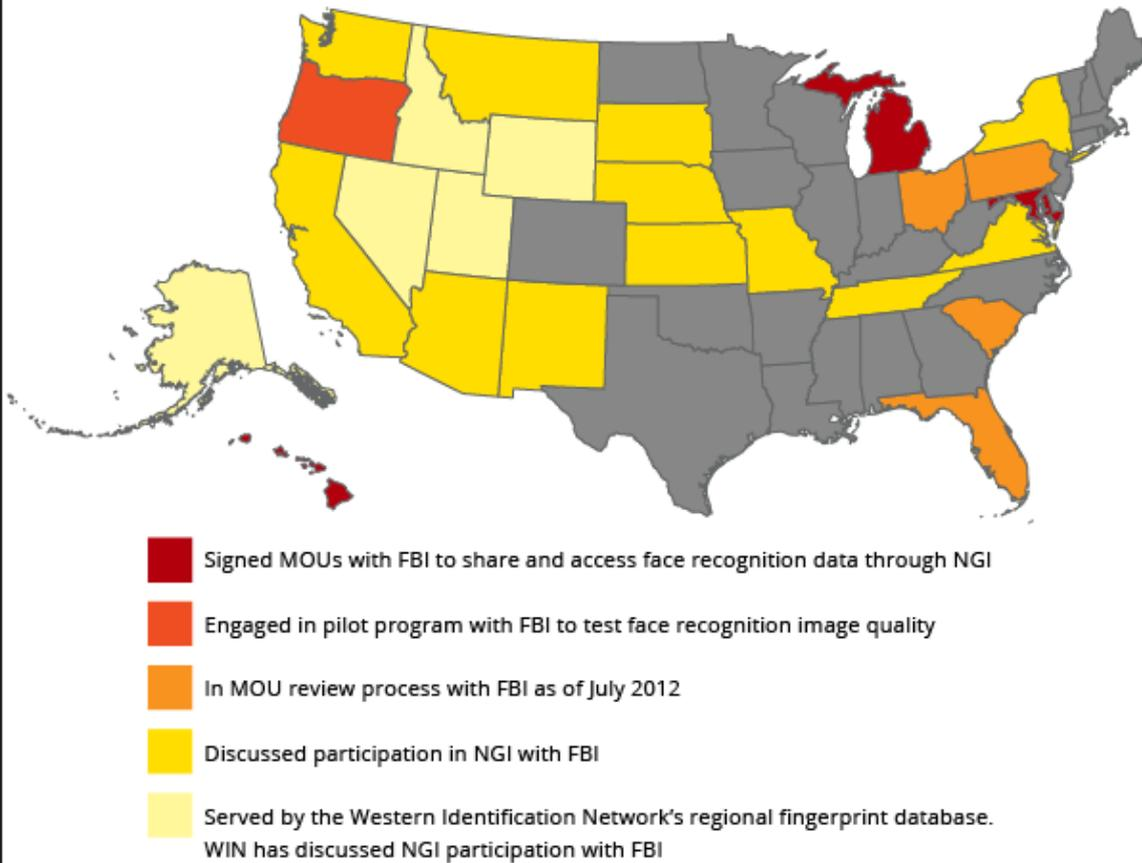 Signed MOUs with FBI to share and access face recognition data through NGI
Engaged in pilot program with FBI to test face recognition image quality
In MOU review process with FBI as of July 2012
Discussed participation in NGI with FBI
Served by the Western Identification Network's regional fingerprint database.
WIN has discussed NGI participation with FBI